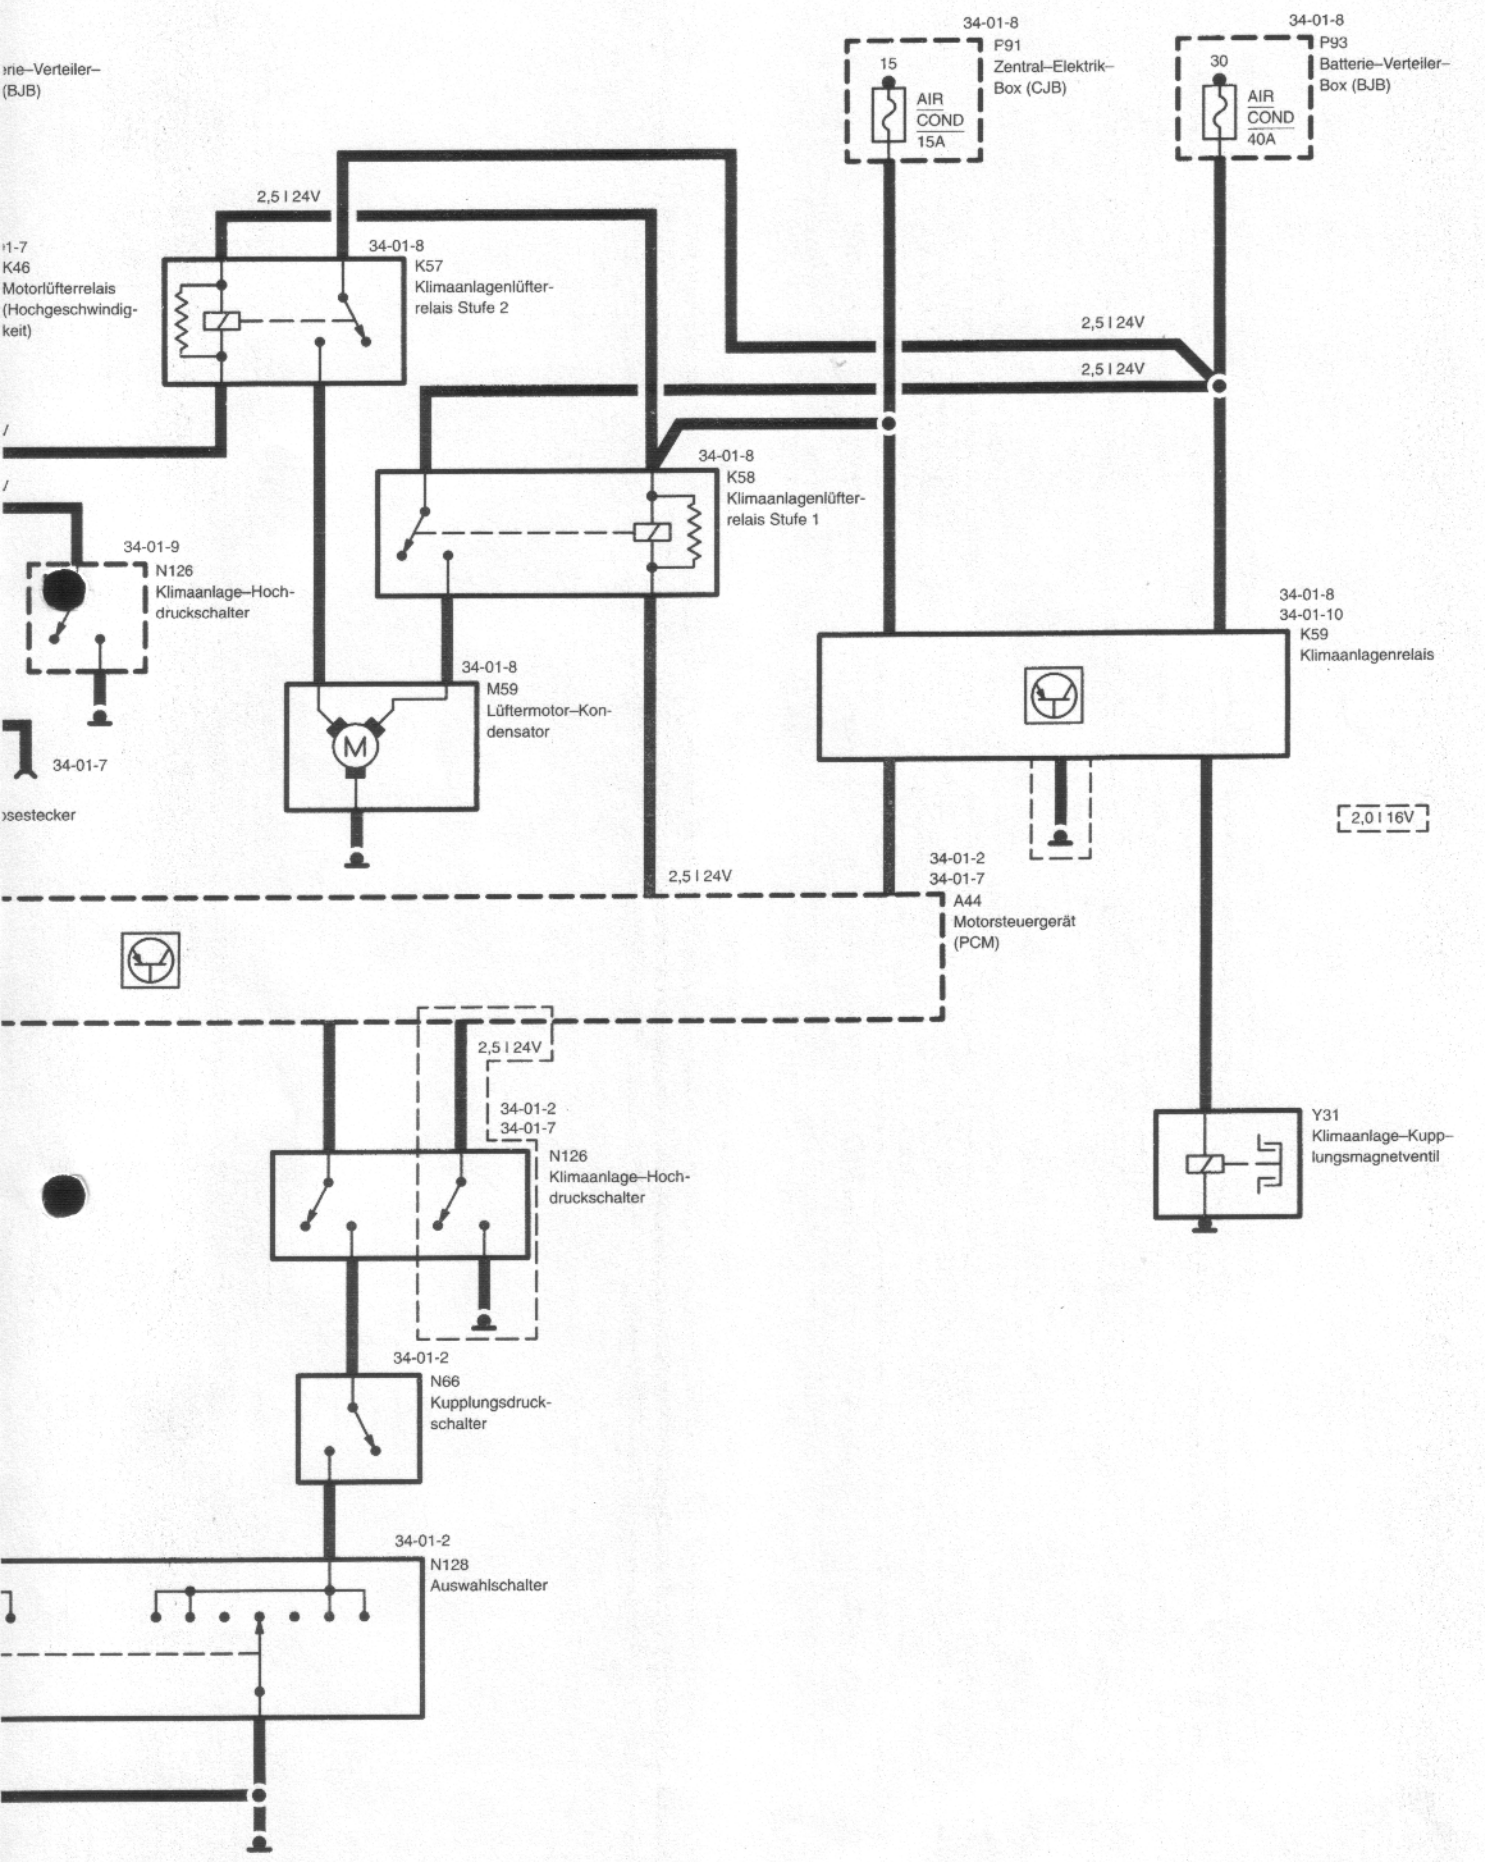 34-01-8
P91
Zentral–Elektrik–
Box (CJB)
15
AIR
COND
15A
34-01-8
P93
Batterie–Verteiler–
Box (BJB)
30
AIR
COND
40A
–Verteiler–
(BJB)
2,5 l 24V
34-01-8
K57
Klimaanlagenlüfter-
relais Stufe 2
1-7
K46
Motorlüfterrelais
(Hochgeschwindig-
keit)
2,5 l 24V
2,5 l 24V
34-01-8
K58
Klimaanlagenlüfter-
relais Stufe 1
34-01-9
N126
Klimaanlage–Hoch-
druckschalter
34-01-8
34-01-10
K59
Klimaanlagenrelais
34-01-8
M59
Lüftermotor–Kon-
densator
M
34-01-7
sestecker
2,0 l 16V
2,5 l 24V
34-01-2
34-01-7
A44
Motorsteuergerät
(PCM)
2,5 l 24V
34-01-2
34-01-7
N126
Klimaanlage–Hoch-
druckschalter
Y31
Klimaanlage–Kupp–
lungsmagnetventil
34-01-2
N66
Kupplungsdruck-
schalter
34-01-2
N128
Auswahlschalter